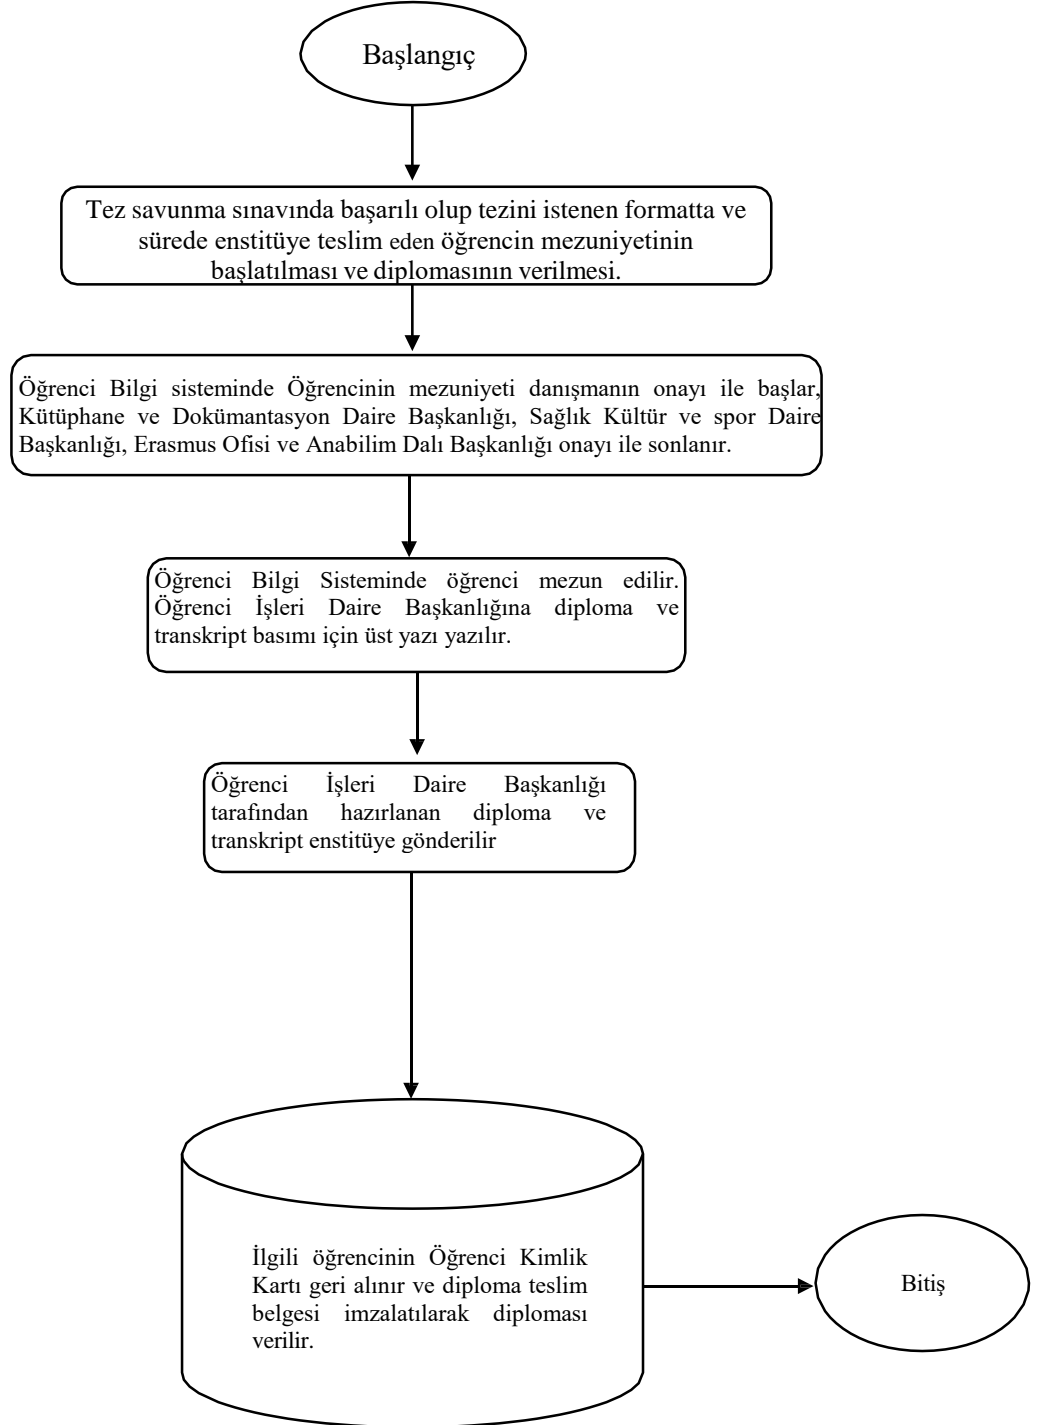 Başlangıç
Tez savunma sınavında başarılı olup tezini istenen formatta ve
sürede enstitüye teslim eden öğrencin mezuniyetinin
başlatılması ve diplomasının verilmesi.
Öğrenci Bilgi sisteminde Öğrencinin mezuniyeti danışmanın onayı ile başlar,
Kütüphane ve Dokümantasyon Daire Başkanlığı, Sağlık Kültür ve spor Daire
Başkanlığı, Erasmus Ofisi ve Anabilim Dalı Başkanlığı onayı ile sonlanır.
Öğrenci Bilgi Sisteminde öğrenci mezun edilir.
Öğrenci İşleri Daire Başkanlığına diploma ve
transkript basımı için üst yazı yazılır.
Öğrenci İşleri Daire Başkanlığı
tarafından hazırlanan diploma ve
transkript enstitüye gönderilir
İlgili öğrencinin Öğrenci Kimlik
Kartı geri alınır ve diploma teslim
belgesi imzalatılarak diploması
verilir.
Bitiş